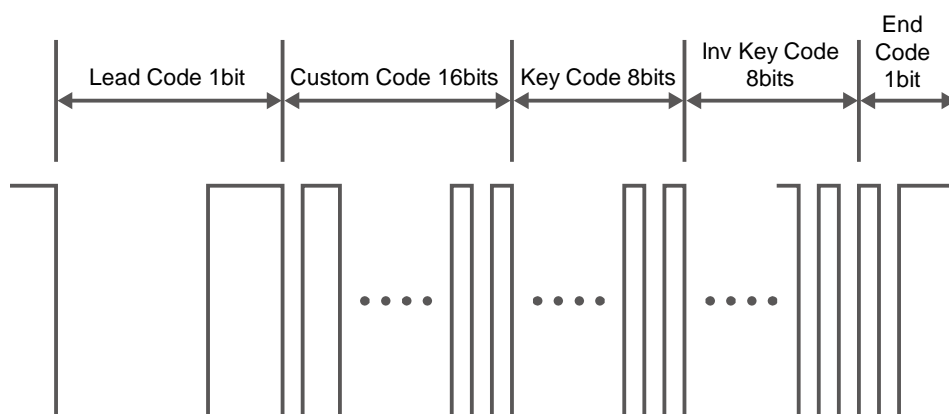 Lead Code 1bit
Custom Code 16bits
Key Code 8bits
Inv Key Code
8bits
End
Code
1bit